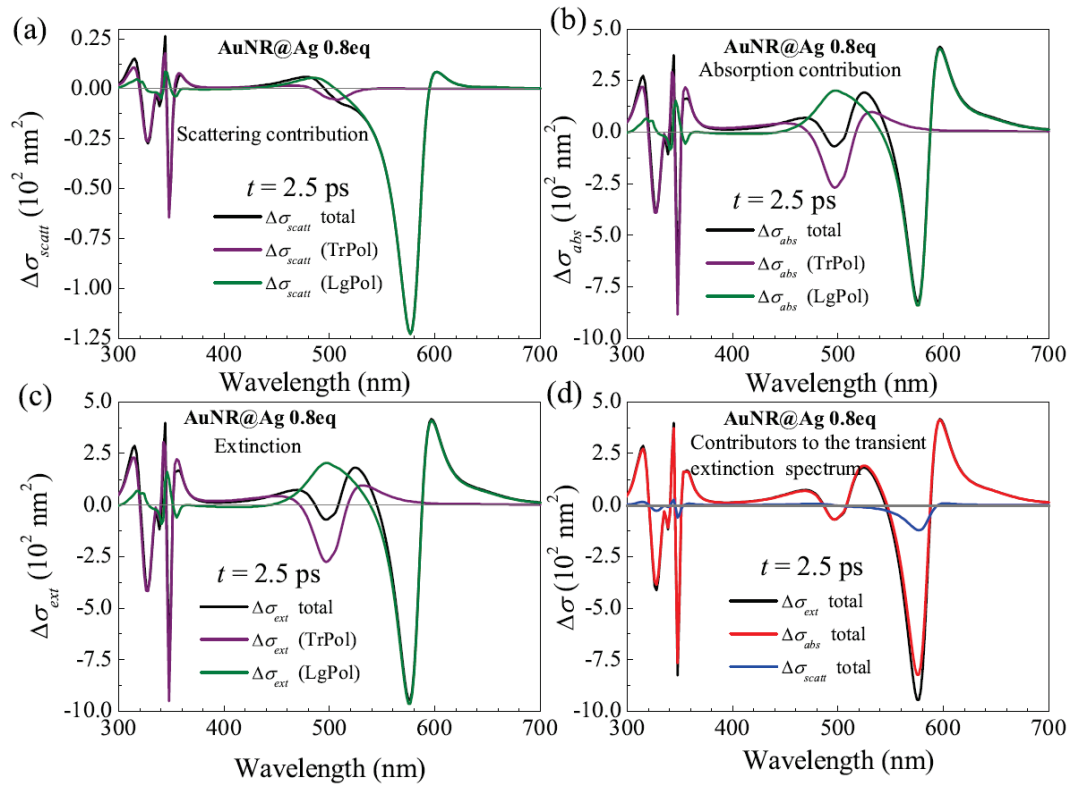 (a)
0.25
0.00
-0.25
-0.50
-0.75
-1.00
-1.25
Δσscatt (10² nm²)
AuNR@Ag 0.8eq
Scattering contribution
t = 2.5 ps
Δσscatt total
Δσscatt (TrPol)
Δσscatt (LgPol)
300 400 500 600 700
Wavelength (nm)
(b)
5.0
2.5
0.0
-2.5
-5.0
-7.5
-10.0
Δσabs (10² nm²)
AuNR@Ag 0.8eq
Absorption contribution
t = 2.5 ps
Δσabs total
Δσabs (TrPol)
Δσabs (LgPol)
300 400 500 600 700
Wavelength (nm)
(c)
5.0
2.5
0.0
-2.5
-5.0
-7.5
-10.0
Δσext (10² nm²)
AuNR@Ag 0.8eq
Extinction
t = 2.5 ps
Δσext total
Δσext (TrPol)
Δσext (LgPol)
300 400 500 600 700
Wavelength (nm)
(d)
5.0
2.5
0.0
-2.5
-5.0
-7.5
-10.0
Δσ (10² nm²)
AuNR@Ag 0.8eq
Contributors to the transient
extinction spectrum
t = 2.5 ps
Δσext total
Δσabs total
Δσscatt total
300 400 500 600 700
Wavelength (nm)